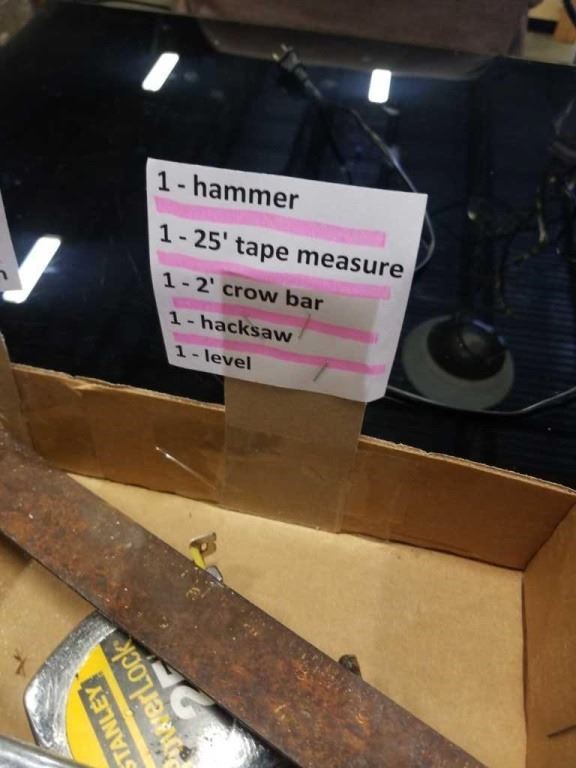 1 - hammer
1 - 25' tape measure
1 - 2' crow bar
1 - hacksaw
1 - level
STANLEY
PowerLock
25